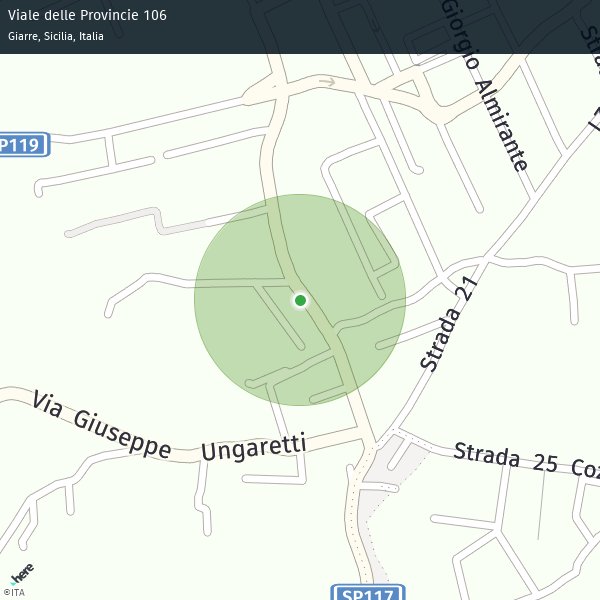 Viale delle Provincie 106
Giarre, Sicilia, Italia
Giorgio Almirante
P119
Strada 21
Via Giuseppe Ungaretti
Strada 25 Coz
here
©ITA
SP117